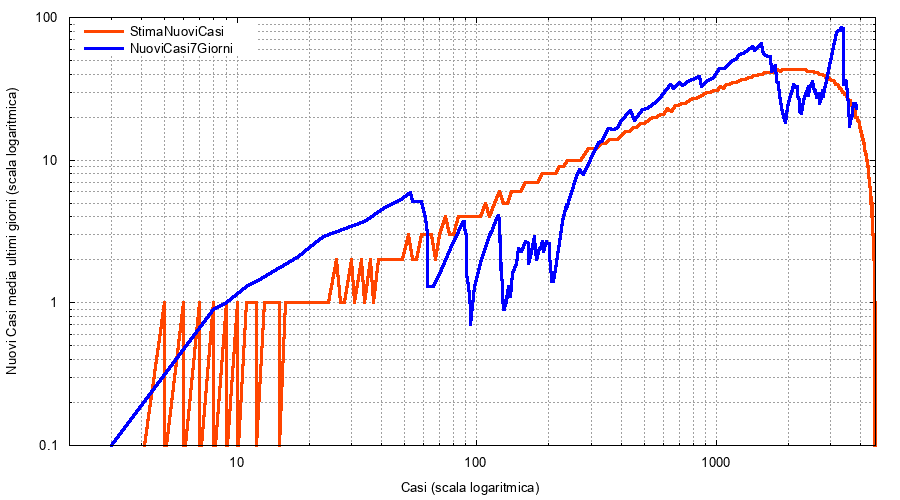 100
10
1
0.1
10
100
1000
StimaNuoviCasi
NuoviCasi7Giorni
Nuovi Casi media ultimi giorni (scala logaritmica)
Casi (scala logaritmica)